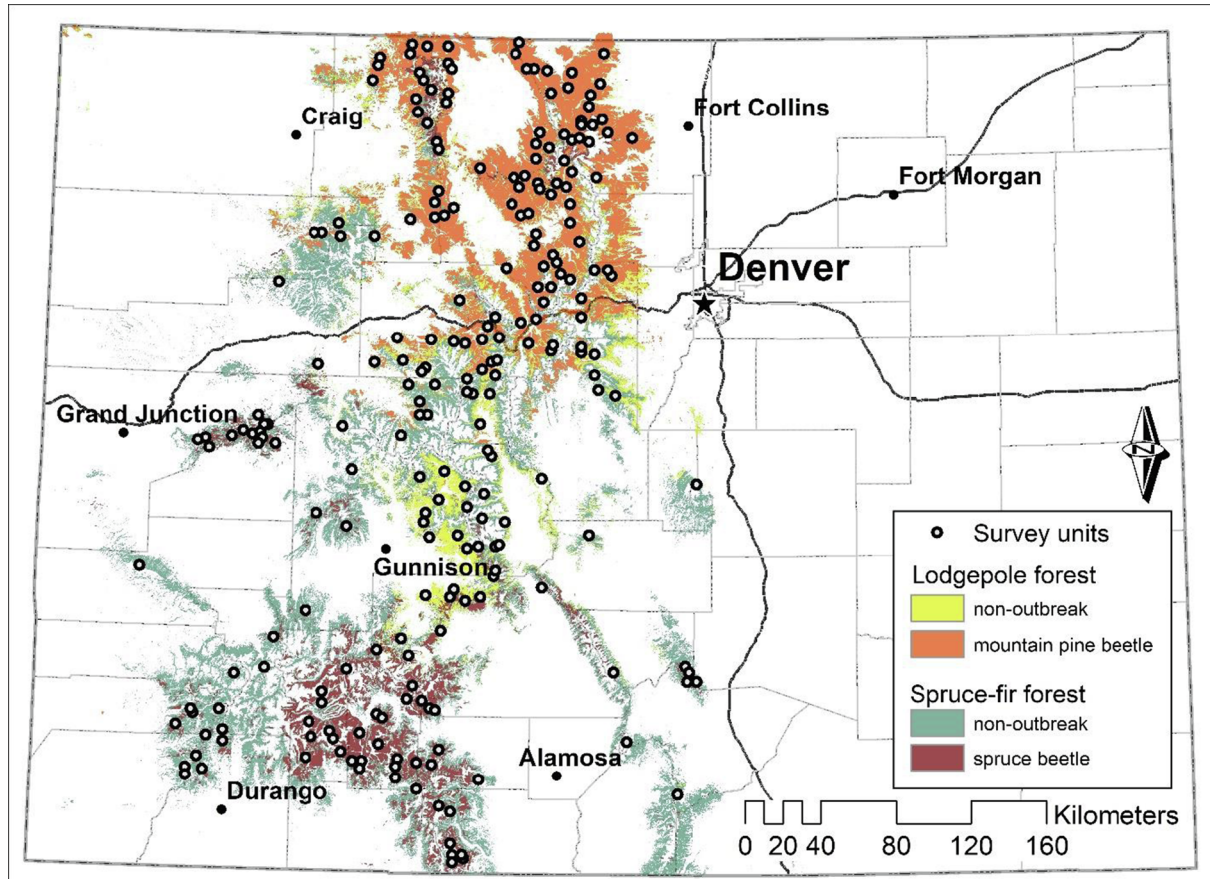 Craig
Fort Collins
Fort Morgan
Denver
Grand Junction
Gunnison
Alamosa
Durango
N
Survey units
Lodgepole forest
non-outbreak
mountain pine beetle
Spruce-fir forest
non-outbreak
spruce beetle
Kilometers
0 20 40 80 120 160